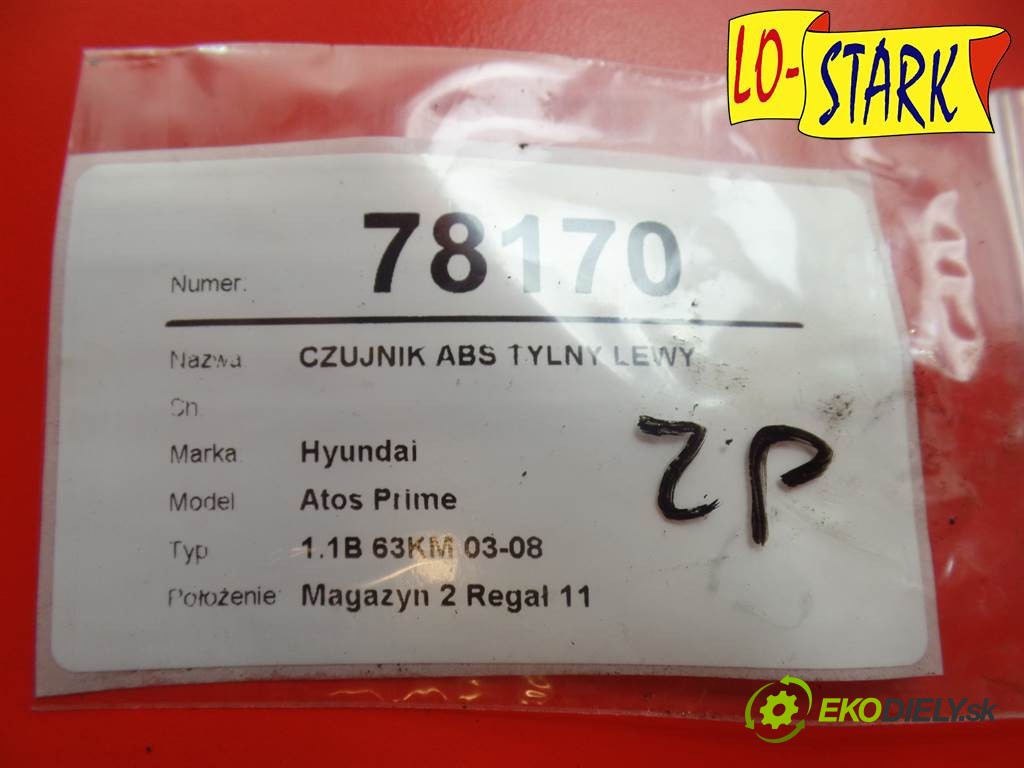 LO-STARK
Numer: 78170
Nazwa CZUJNIK ABS TYLNY LEWY
Sn
Marka Hyundai
Model Atos Prime
Typ 1.1B 63KM 03-08
Położenie: Magazyn 2 Regał 11
ZP
EKODIELY.sk